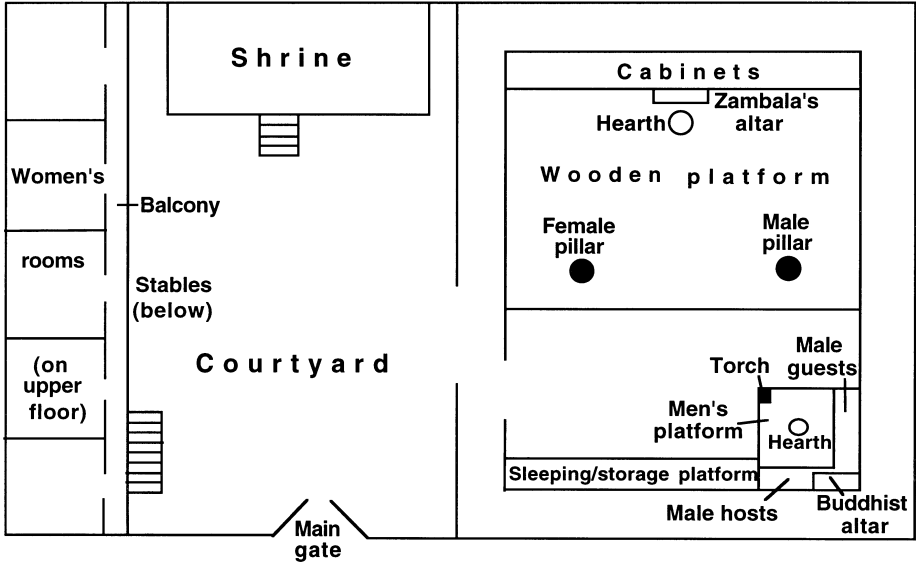 Shrine
Cabinets
Zambala's
altar
Hearth
Wooden platform
Women's
Balcony
Female
pillar
Male
pillar
rooms
Stables
(below)
Courtyard
(on
upper
floor)
Male
guests
Torch
Men's
platform
Hearth
Sleeping/storage platform
Male hosts
Buddhist
altar
Main
gate